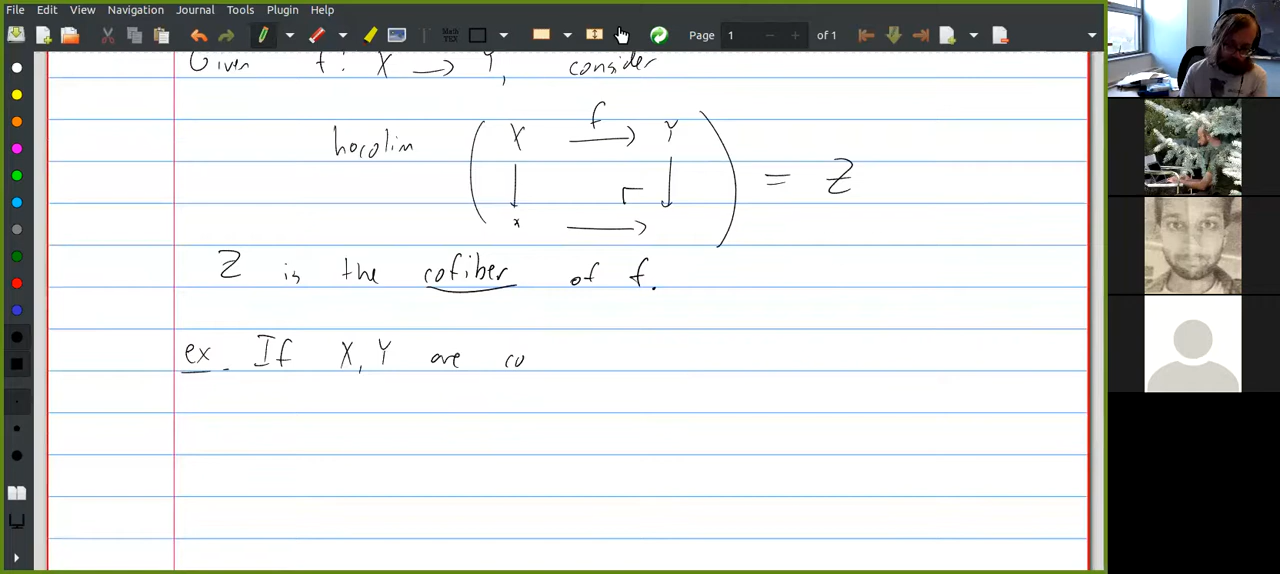 File Edit View Navigation Journal Tools Plugin Help
Page 1 of 1
Given f : X → Y, consider
hocolim ( X →f Y
↓ ⌜ ↓ ) = Z
* →
Z is the cofiber of f.
ex. If X, Y are co